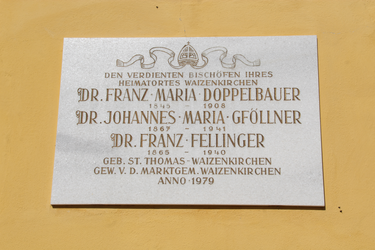 DEN VERDIENTEN BISCHÖFEN IHRES
HEIMATORTES WAIZENKIRCHEN
DR. FRANZ · MARIA · DOPPELBAUER
1845 - 1908
DR. JOHANNES · MARIA · GFÖLLNER
1867 - 1941
DR. FRANZ · FELLINGER
1865 - 1940
GEB. ST. THOMAS - WAIZENKIRCHEN
GEW. V. D. MARKTGEM. WAIZENKIRCHEN
ANNO · 1979